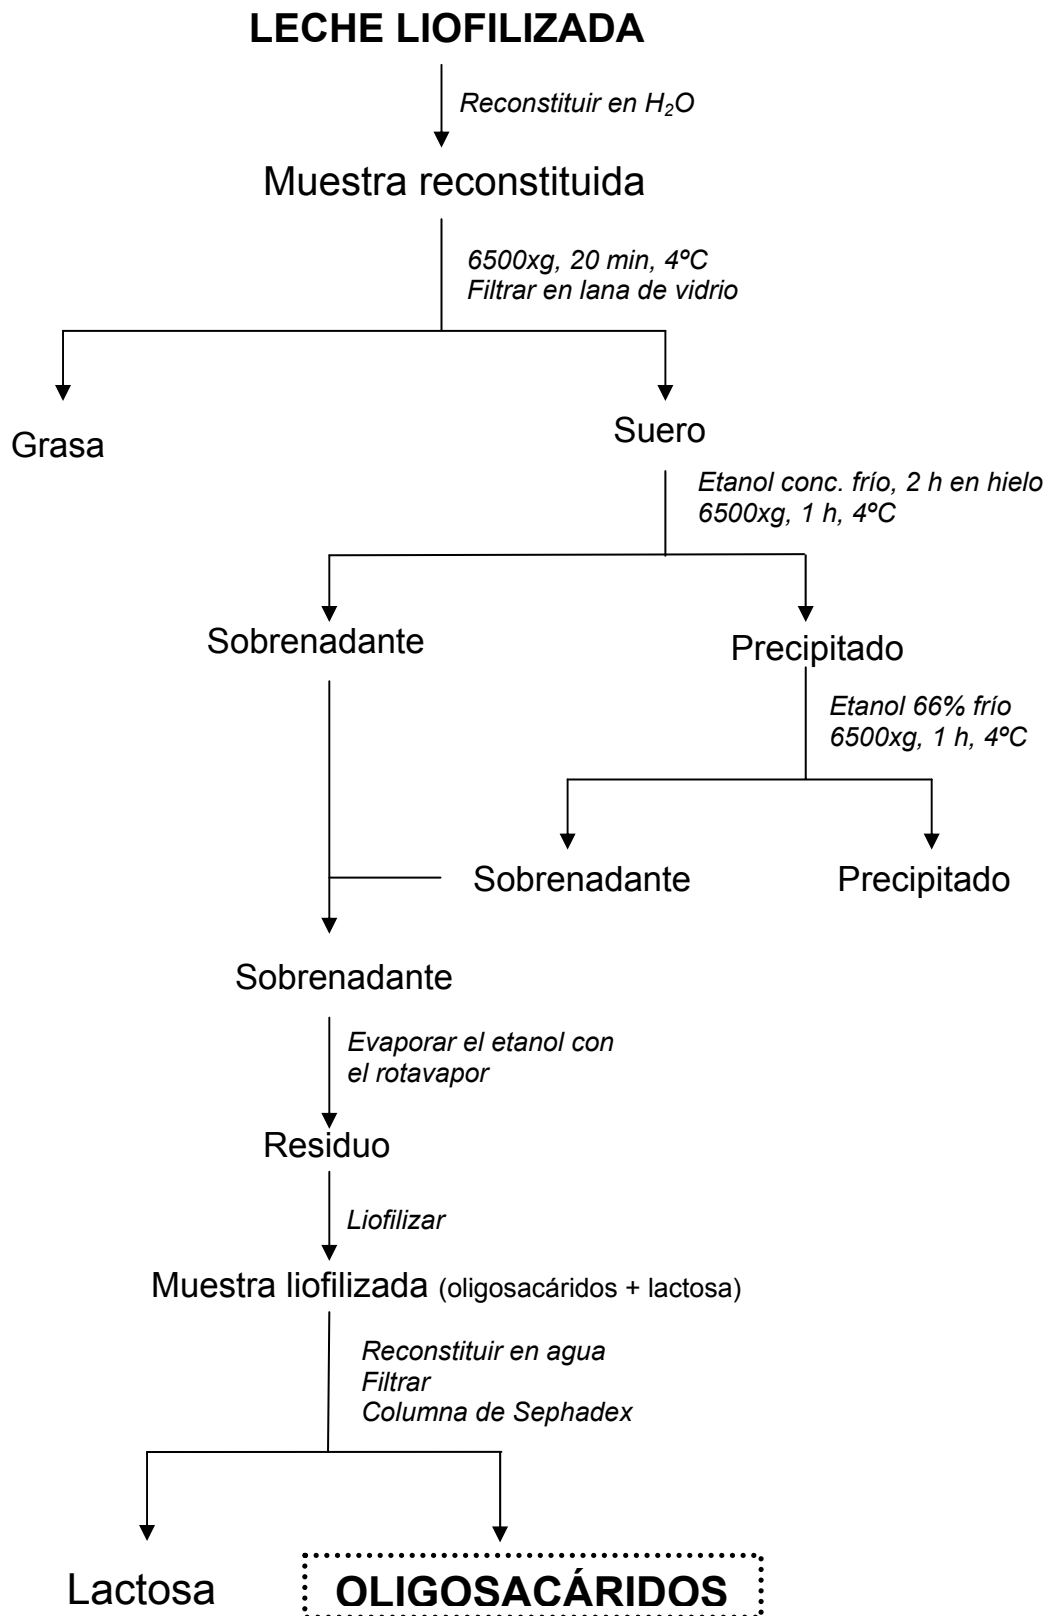 LECHE LIOFILIZADA
Reconstituir en H₂O
Muestra reconstituida
6500xg, 20 min, 4ºC
Filtrar en lana de vidrio
Grasa
Suero
Etanol conc. frío, 2 h en hielo
6500xg, 1 h, 4ºC
Sobrenadante
Precipitado
Etanol 66% frío
6500xg, 1 h, 4ºC
Sobrenadante
Precipitado
Sobrenadante
Evaporar el etanol con
el rotavapor
Residuo
Liofilizar
Muestra liofilizada (oligosacáridos + lactosa)
Reconstituir en agua
Filtrar
Columna de Sephadex
Lactosa
OLIGOSACÁRIDOS